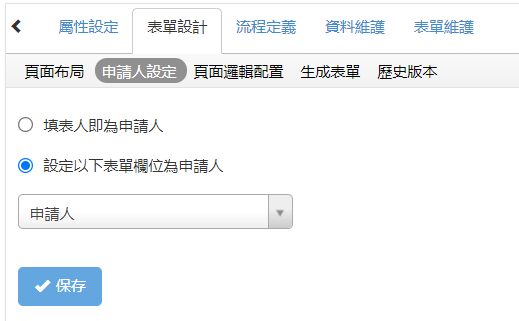 屬性設定 表單設計 流程定義 資料維護 表單維護
頁面布局 申請人設定 頁面邏輯配置 生成表單 歷史版本
填表人即為申請人
設定以下表單欄位為申請人
申請人
保存